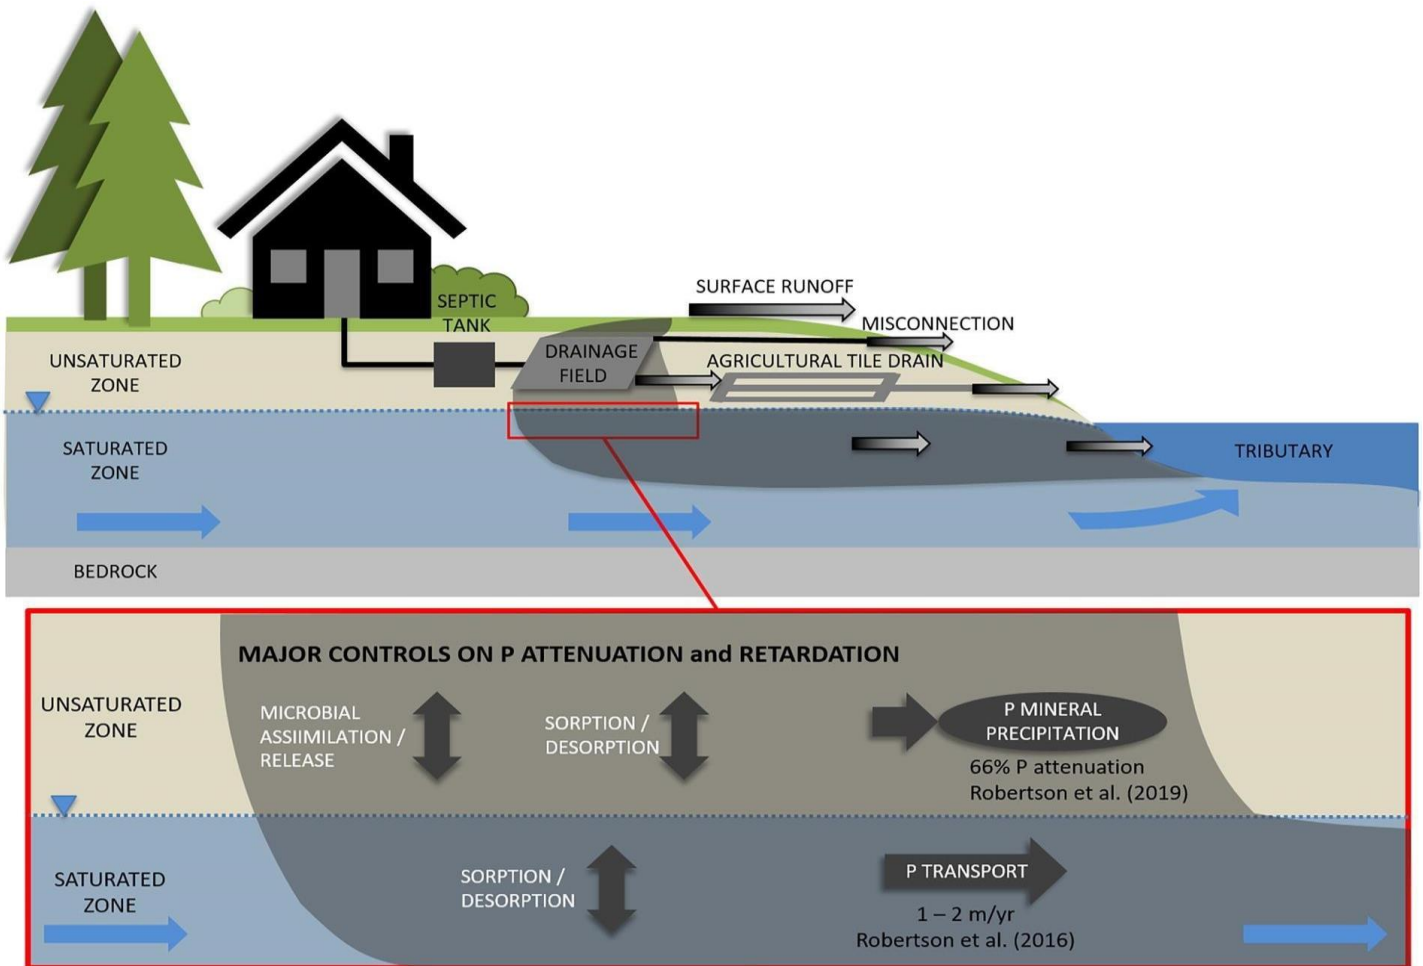 SURFACE RUNOFF
SEPTIC
TANK
MISCONNECTION
UNSATURATED
ZONE
DRAINAGE
FIELD
AGRICULTURAL TILE DRAIN
SATURATED
ZONE
TRIBUTARY
BEDROCK
MAJOR CONTROLS ON P ATTENUATION and RETARDATION
UNSATURATED
ZONE
MICROBIAL
ASSIIMILATION /
RELEASE
SORPTION /
DESORPTION
P MINERAL
PRECIPITATION
66% P attenuation
Robertson et al. (2019)
SATURATED
ZONE
SORPTION /
DESORPTION
P TRANSPORT
1 – 2 m/yr
Robertson et al. (2016)